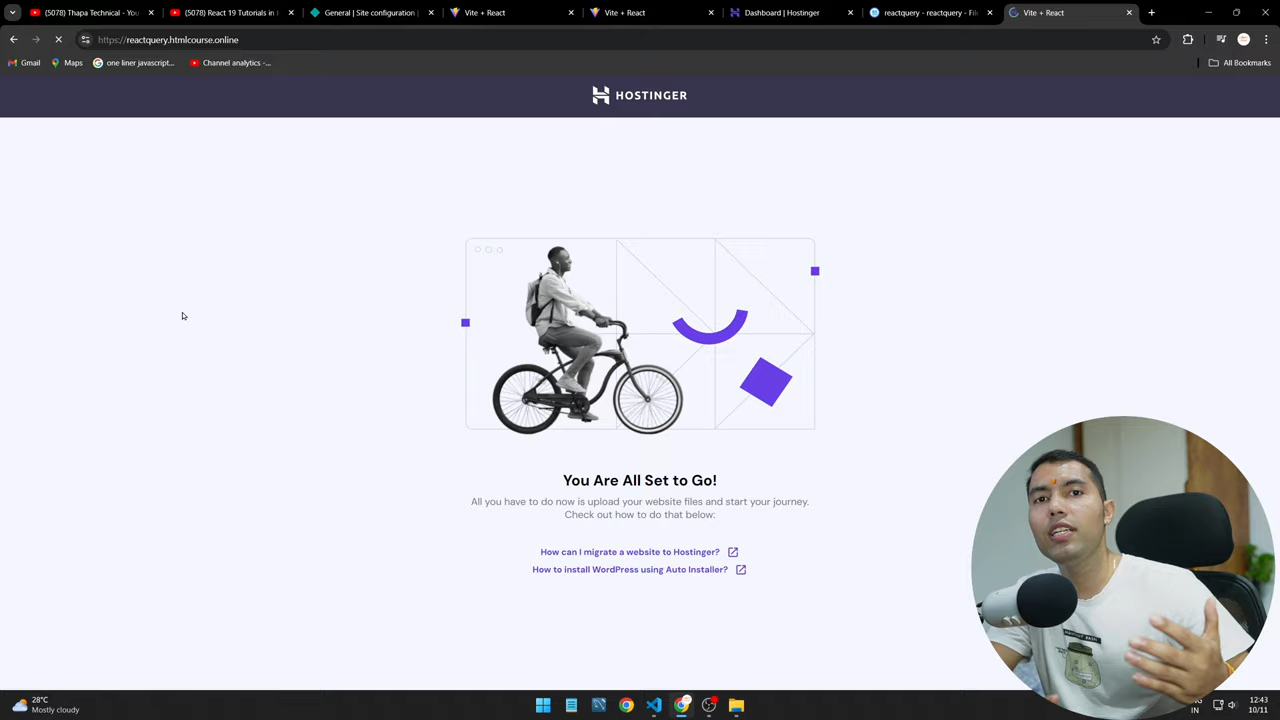 (5078) Thapa Technical - You
(5078) React 19 Tutorials in
General | Site configuration
Vite + React
Vite + React
Dashboard | Hostinger
reactquery - reactquery - File
Vite + React
https://reactquery.htmlcourse.online
Gmail
Maps
one liner javascript...
Channel analytics -...
All Bookmarks
HOSTINGER
You Are All Set to Go!
All you have to do now is upload your website files and start your journey.
Check out how to do that below:
How can I migrate a website to Hostinger?
How to install WordPress using Auto Installer?
28°C
Mostly cloudy
IN
12:43
10/11